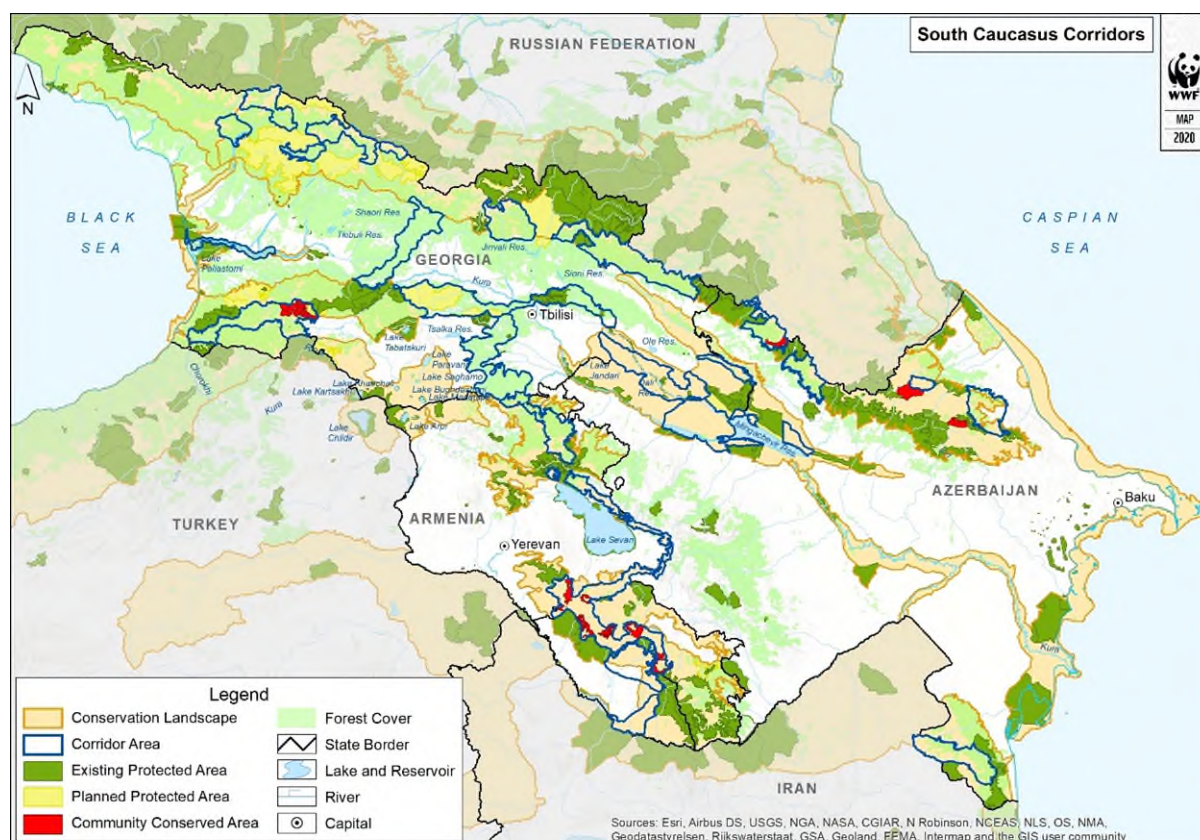 South Caucasus Corridors
WWF
MAP
2020
N
RUSSIAN FEDERATION
BLACK
SEA
CASPIAN
SEA
Shaori Res.
Tkibuli Res.
Lake
Paliastomi
GEORGIA
Jinvali Res.
Kura
Sioni Res.
Tbilisi
Tsalka Res.
Lake
Tabatskuri
Lake
Paravani
Lake Saghamo
Lake Kartsakhi
Lake Arpi
Lake
Childir
Kura
Ole Res.
Lake
Jandari
Mingachevir Res.
AZERBAIJAN
Baku
TURKEY
ARMENIA
Lake Sevan
Yerevan
Kura
IRAN
Legend
Conservation Landscape
Corridor Area
Existing Protected Area
Planned Protected Area
Community Conserved Area
Forest Cover
State Border
Lake and Reservoir
River
Capital
Sources: Esri, Airbus DS, USGS, NGA, NASA, CGIAR, N Robinson, NCEAS, NLS, OS, NMA,
Geodatastyrelsen, Rijkswaterstaat, GSA, Geoland, FEMA, Intermap and the GIS user community